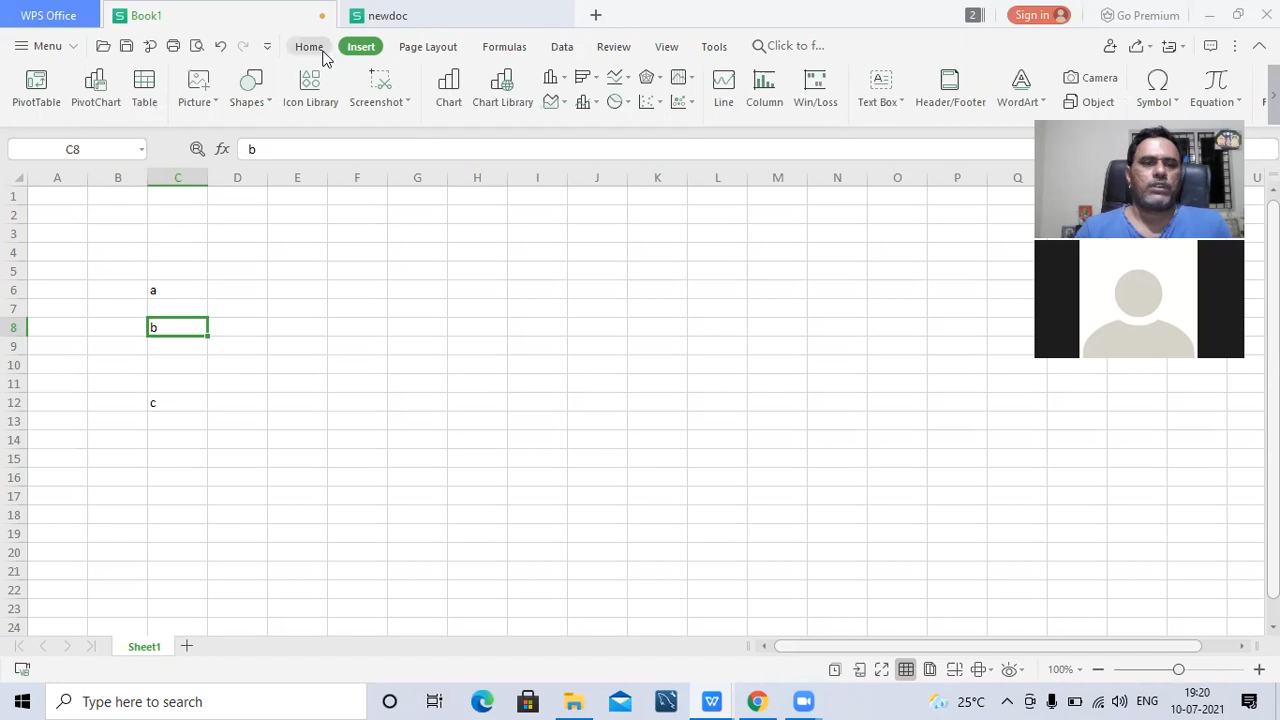 WPS Office Book1 newdoc + 2 Sign in Go Premium
Menu Home Insert Page Layout Formulas Data Review View Tools Click to f...
PivotTable PivotChart Table Picture Shapes Icon Library Screenshot Chart Chart Library Line Column Win/Loss Text Box Header/Footer WordArt Camera Object Symbol Equation
C8 fx b
A B C D E F G H I J K L M N O P Q U
1
2
3
4
5
6 a
7
8 b
9
10
11
12 c
13
14
15
16
17
18
19
20
21
22
23
24
Sheet1 +
100% − +
Type here to search 25°C ENG 19:20
10-07-2021